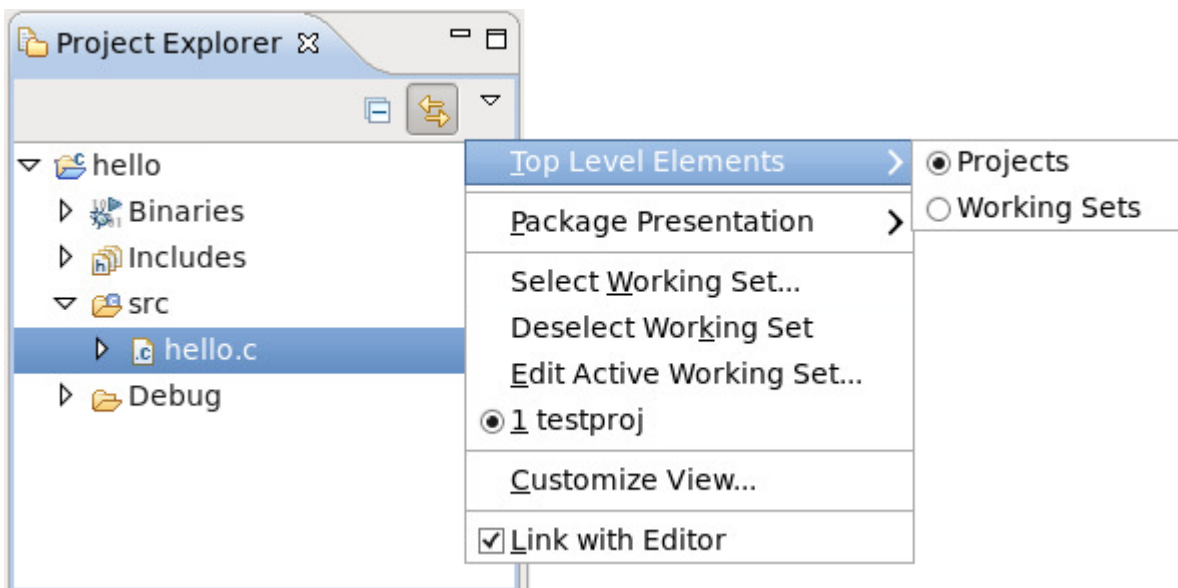 Project Explorer
hello
Binaries
Includes
src
hello.c
Debug
Top Level Elements
Package Presentation
Select Working Set...
Deselect Working Set
Edit Active Working Set...
1 testproj
Customize View...
Link with Editor
Projects
Working Sets